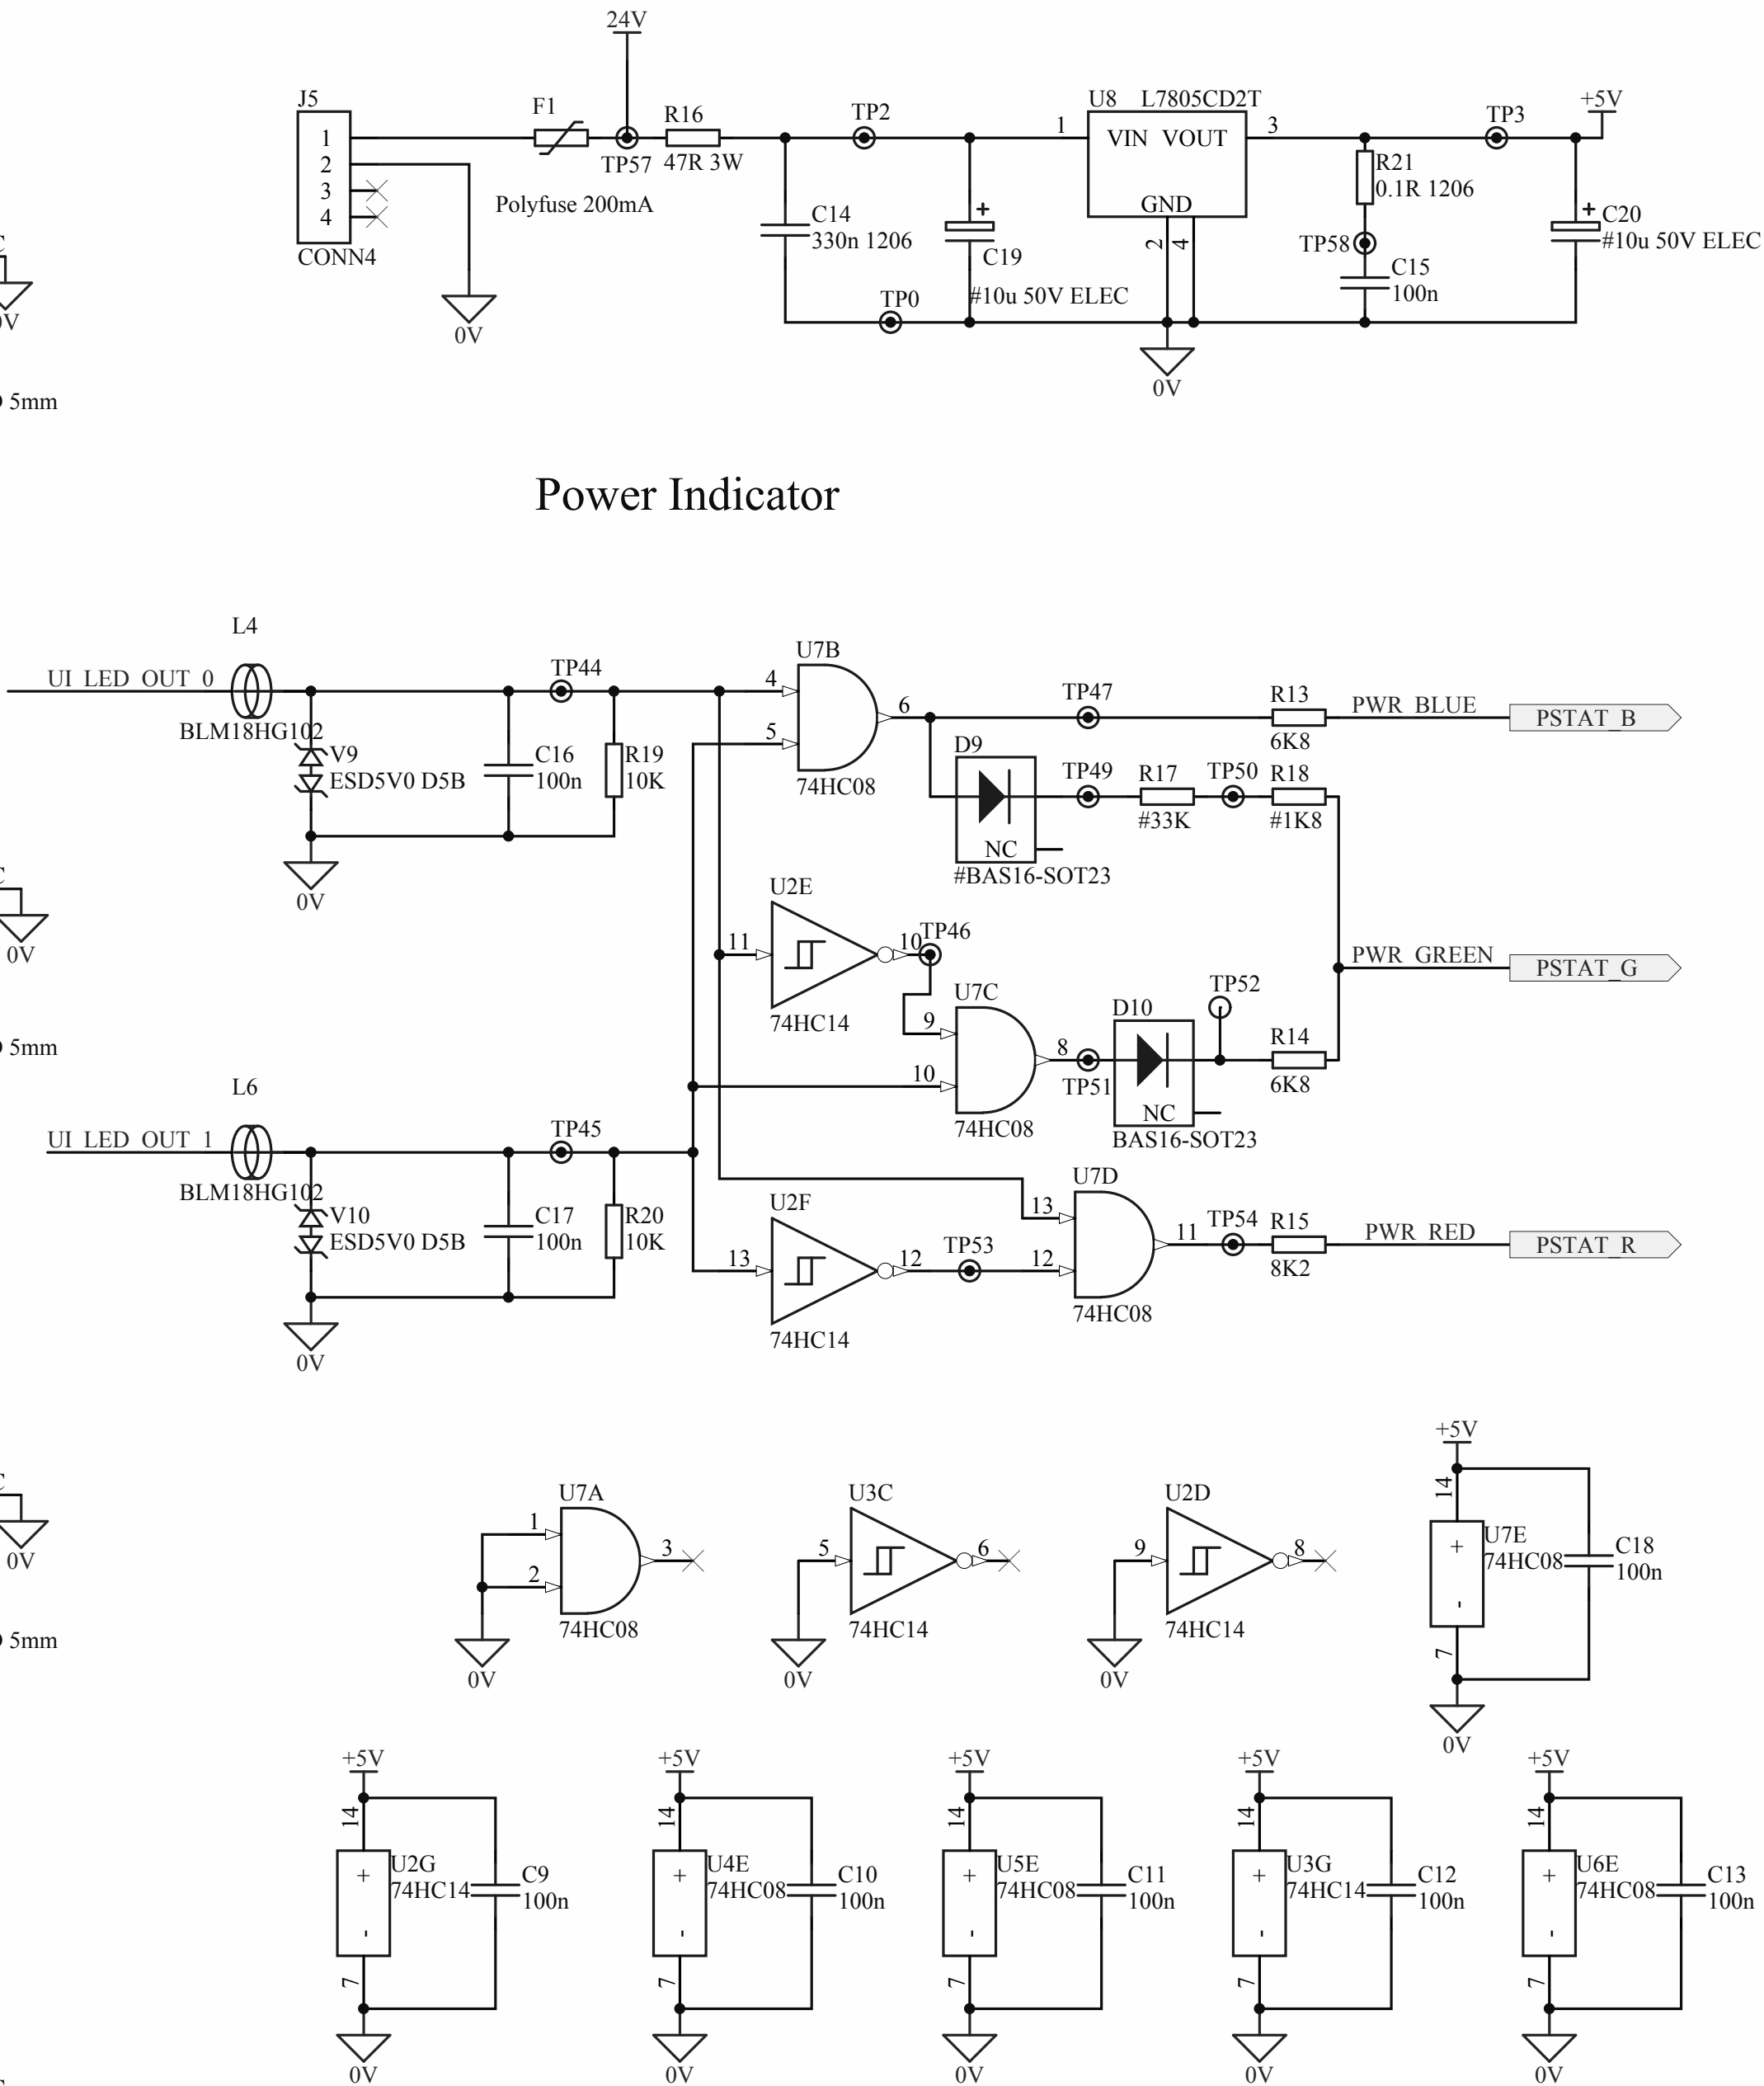 24V
J5
1
2
3
4
CONN4
F1
Polyfuse 200mA
TP57
R16
47R 3W
TP2
C14
330n 1206
C19
#10u 50V ELEC
TP0
1
U8 L7805CD2T
VIN VOUT
GND
2
4
3
0V
0V
R21
0.1R 1206
TP58
C15
100n
TP3
+5V
C20
#10u 50V ELEC
5mm
Power Indicator
L4
UI_LED_OUT_0
BLM18HG102
V9
ESD5V0 D5B
0V
C16
100n
TP44
R19
10K
U7B
4
5
6
74HC08
TP47
R13
6K8
PWR_BLUE
PSTAT_B
D9
NC
#BAS16-SOT23
TP49
R17
#33K
TP50
R18
#1K8
U2E
11
10
74HC14
TP46
U7C
9
10
8
74HC08
TP51
D10
NC
BAS16-SOT23
TP52
R14
6K8
PWR_GREEN
PSTAT_G
0V
5mm
L6
UI_LED_OUT_1
BLM18HG102
V10
ESD5V0 D5B
0V
C17
100n
TP45
R20
10K
U2F
13
12
74HC14
TP53
U7D
13
12
11
74HC08
TP54
R15
8K2
PWR_RED
PSTAT_R
0V
5mm
U7A
1
2
3
74HC08
0V
U3C
5
6
74HC14
0V
U2D
9
8
74HC14
0V
+5V
14
+
-
7
U7E
74HC08
C18
100n
0V
+5V
14
+
-
7
U2G
74HC14
C9
100n
0V
+5V
14
+
-
7
U4E
74HC08
C10
100n
0V
+5V
14
+
-
7
U5E
74HC08
C11
100n
0V
+5V
14
+
-
7
U3G
74HC14
C12
100n
0V
+5V
14
+
-
7
U6E
74HC08
C13
100n
0V